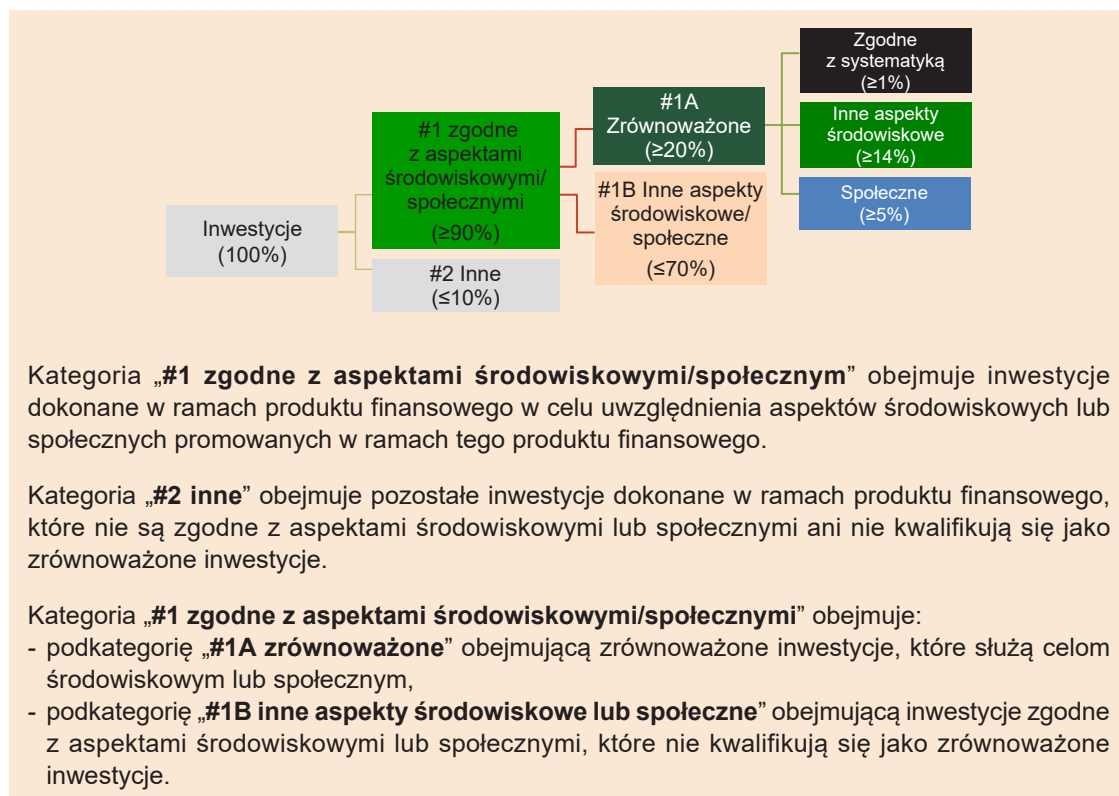 Inwestycje
(100%)
#1 zgodne
z aspektami
środowiskowymi/
społecznymi
(≥90%)
#2 Inne
(≤10%)
#1A
Zrównoważone
(≥20%)
#1B Inne aspekty
środowiskowe/
społeczne
(≤70%)
Zgodne
z systematyką
(≥1%)
Inne aspekty
środowiskowe
(≥14%)
Społeczne
(≥5%)
Kategoria „#1 zgodne z aspektami środowiskowymi/społecznym” obejmuje inwestycje
dokonane w ramach produktu finansowego w celu uwzględnienia aspektów środowiskowych lub
społecznych promowanych w ramach tego produktu finansowego.
Kategoria „#2 inne” obejmuje pozostałe inwestycje dokonane w ramach produktu finansowego,
które nie są zgodne z aspektami środowiskowymi lub społecznymi ani nie kwalifikują się jako
zrównoważone inwestycje.
Kategoria „#1 zgodne z aspektami środowiskowymi/społecznymi” obejmuje:
- podkategorię „#1A zrównoważone” obejmującą zrównoważone inwestycje, które służą celom
środowiskowym lub społecznym,
- podkategorię „#1B inne aspekty środowiskowe lub społeczne” obejmującą inwestycje zgodne
z aspektami środowiskowymi lub społecznymi, które nie kwalifikują się jako zrównoważone
inwestycje.